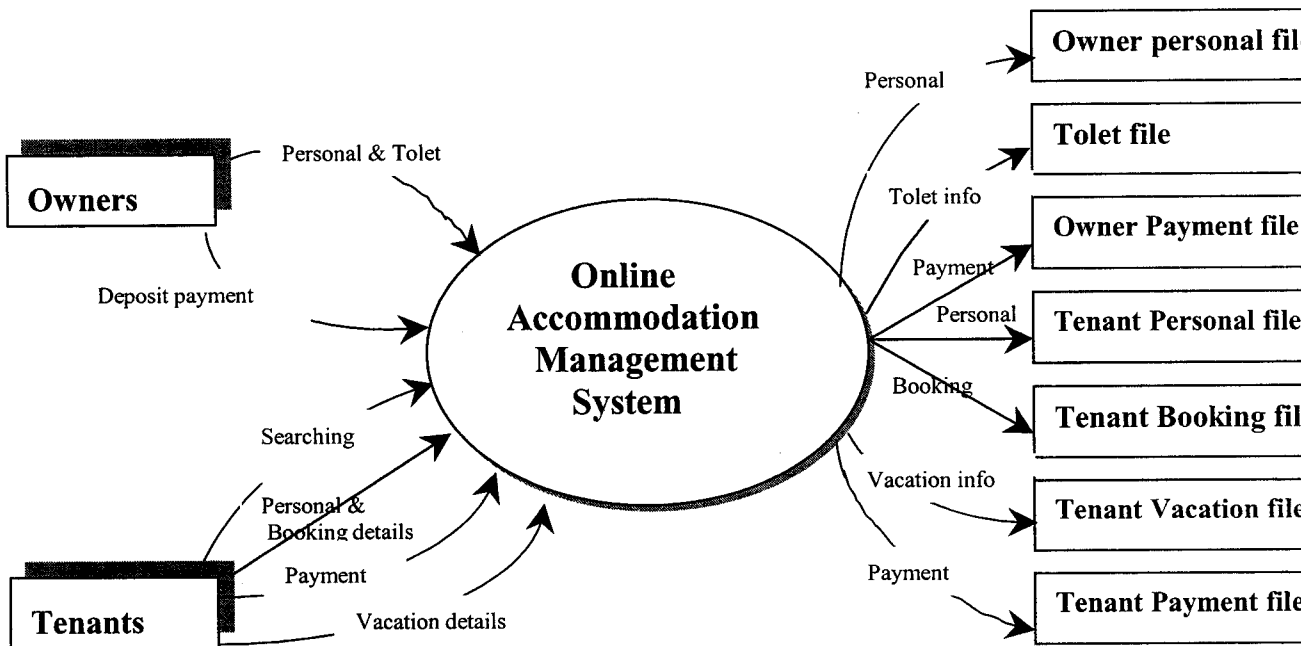 Owners
Personal & Tolet
Deposit payment
Tenants
Searching
Personal &
Booking details
Payment
Vacation details
Online
Accommodation
Management
System
Personal
Owner personal fil
Tolet info
Tolet file
Payment
Owner Payment file
Personal
Tenant Personal file
Booking
Tenant Booking fil
Vacation info
Tenant Vacation file
Payment
Tenant Payment file